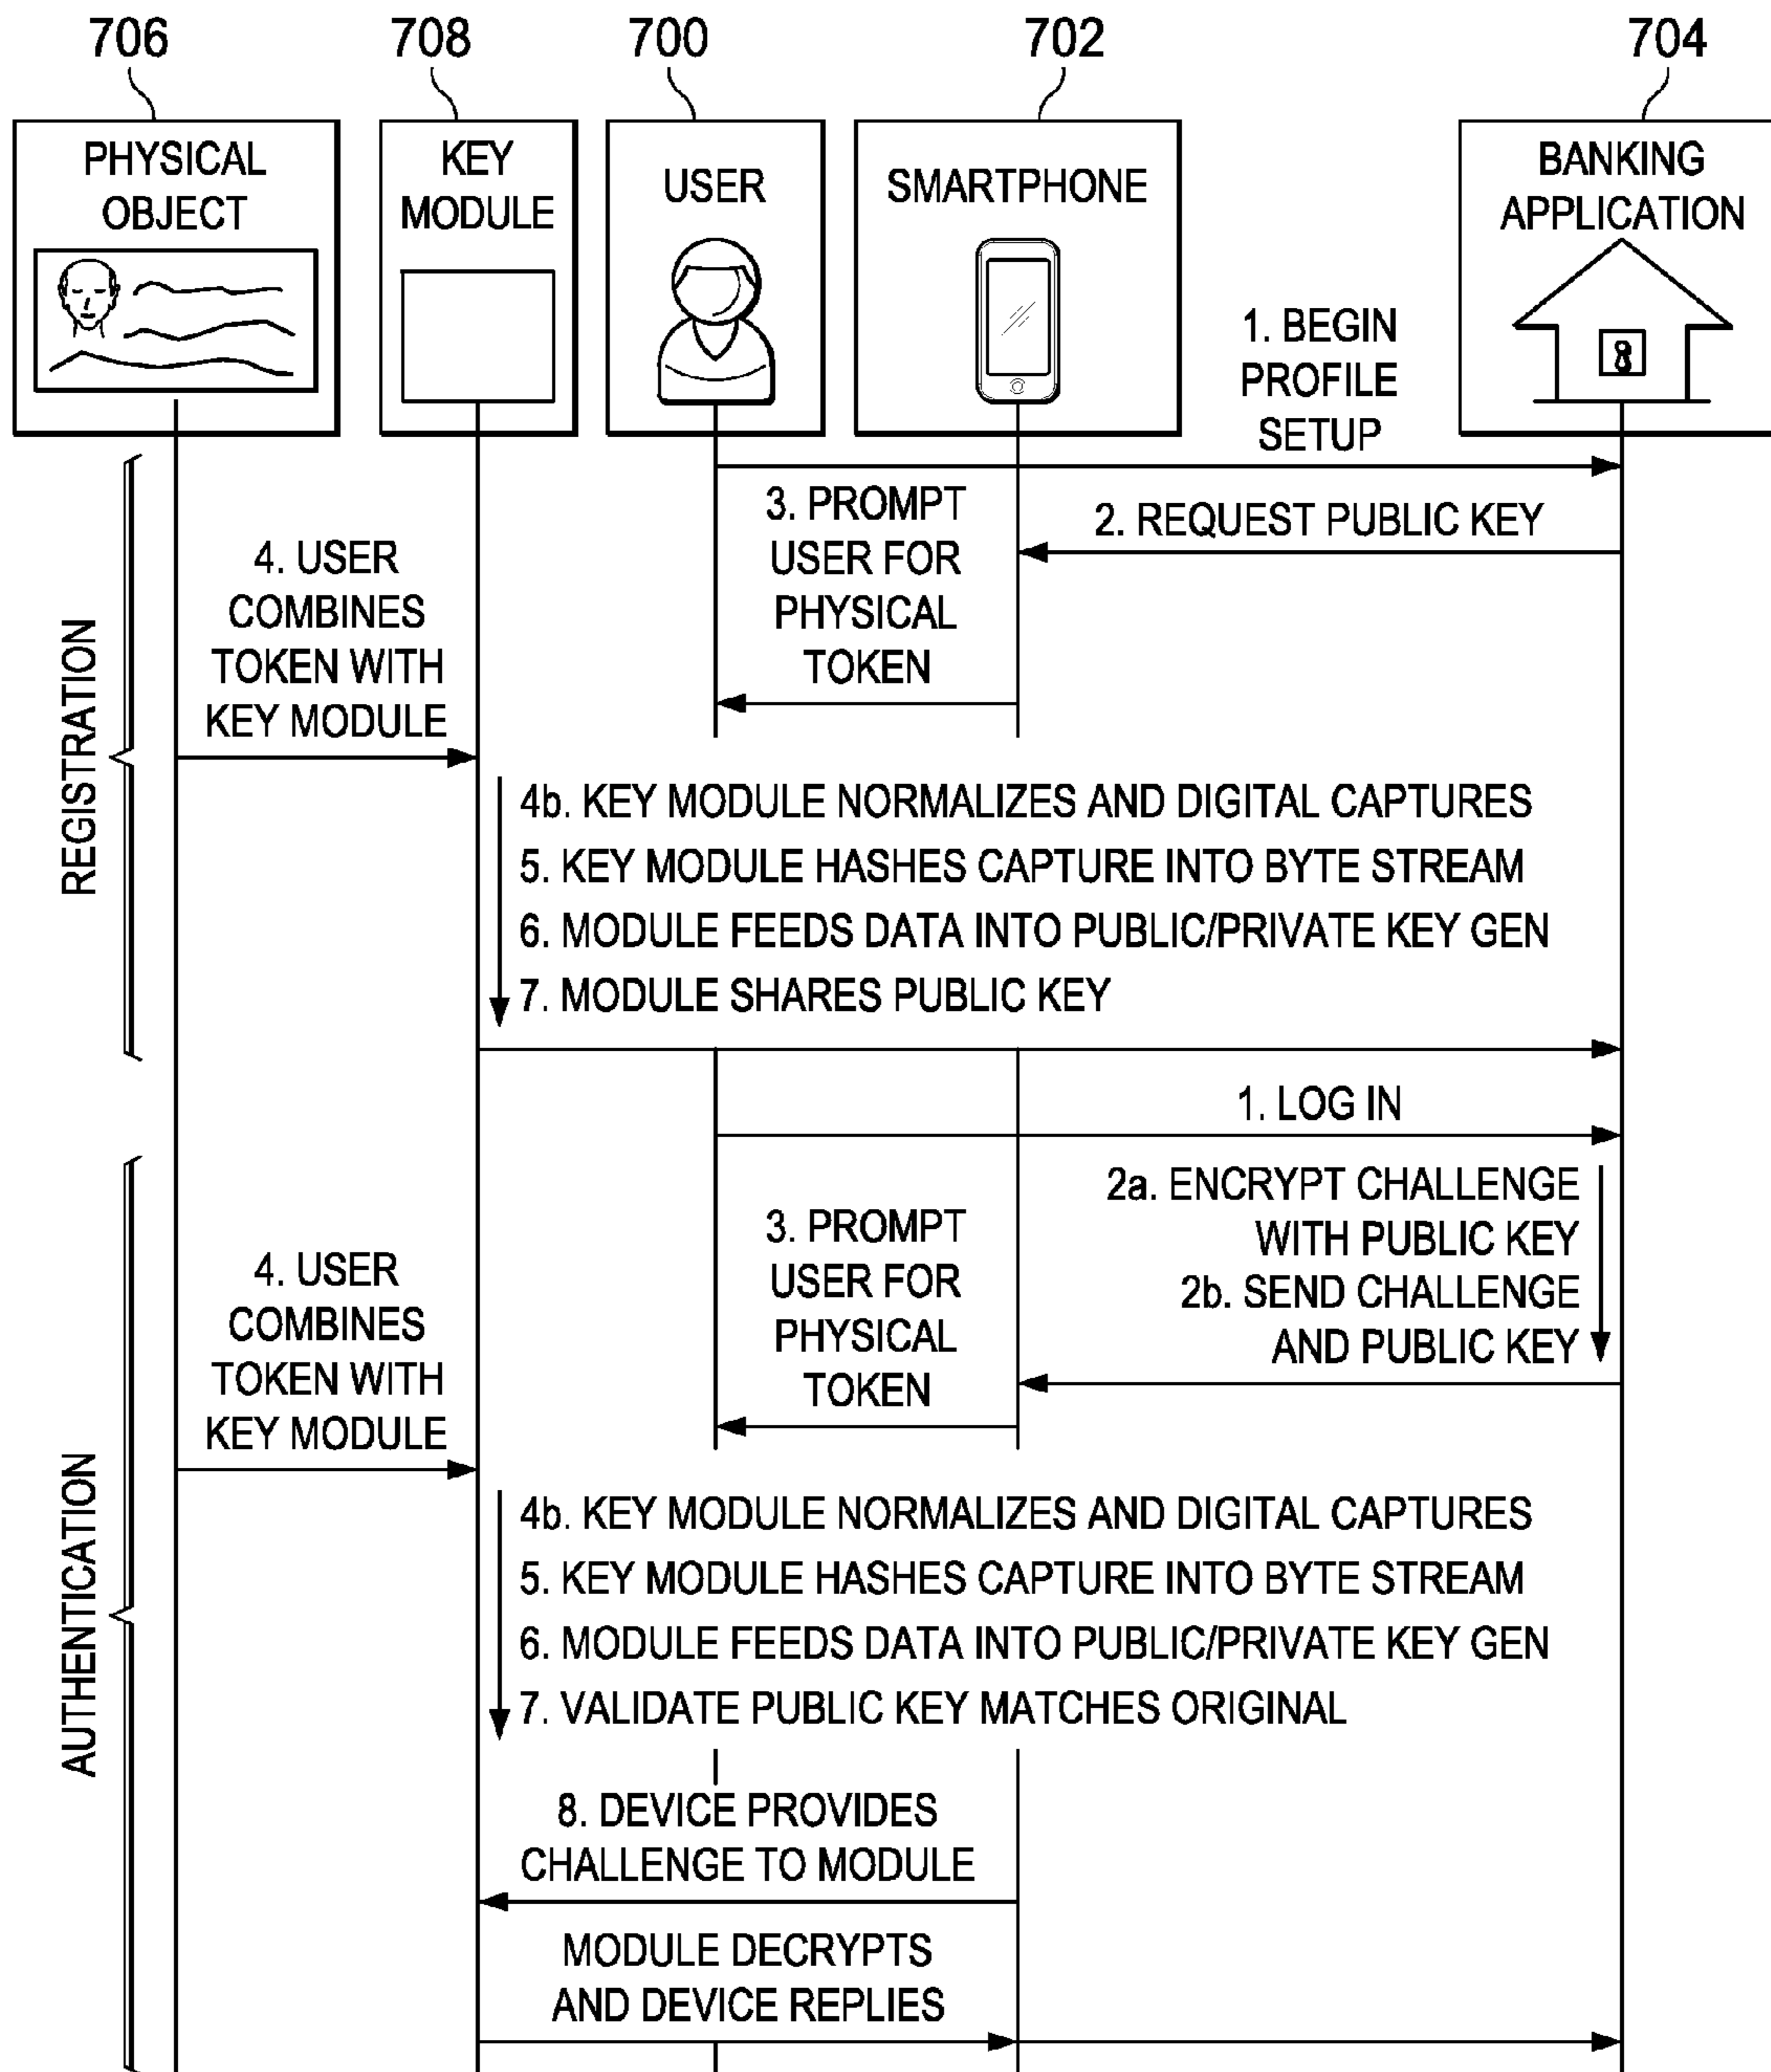 706
708
700
702
704
PHYSICAL
OBJECT
KEY
MODULE
USER
SMARTPHONE
BANKING
APPLICATION
1. BEGIN
PROFILE
SETUP
REGISTRATION
2. REQUEST PUBLIC KEY
3. PROMPT
USER FOR
PHYSICAL
TOKEN
4. USER
COMBINES
TOKEN WITH
KEY MODULE
4b. KEY MODULE NORMALIZES AND DIGITAL CAPTURES
5. KEY MODULE HASHES CAPTURE INTO BYTE STREAM
6. MODULE FEEDS DATA INTO PUBLIC/PRIVATE KEY GEN
7. MODULE SHARES PUBLIC KEY
AUTHENTICATION
1. LOG IN
2a. ENCRYPT CHALLENGE
WITH PUBLIC KEY
2b. SEND CHALLENGE
AND PUBLIC KEY
3. PROMPT
USER FOR
PHYSICAL
TOKEN
4. USER
COMBINES
TOKEN WITH
KEY MODULE
4b. KEY MODULE NORMALIZES AND DIGITAL CAPTURES
5. KEY MODULE HASHES CAPTURE INTO BYTE STREAM
6. MODULE FEEDS DATA INTO PUBLIC/PRIVATE KEY GEN
7. VALIDATE PUBLIC KEY MATCHES ORIGINAL
8. DEVICE PROVIDES
CHALLENGE TO MODULE
MODULE DECRYPTS
AND DEVICE REPLIES